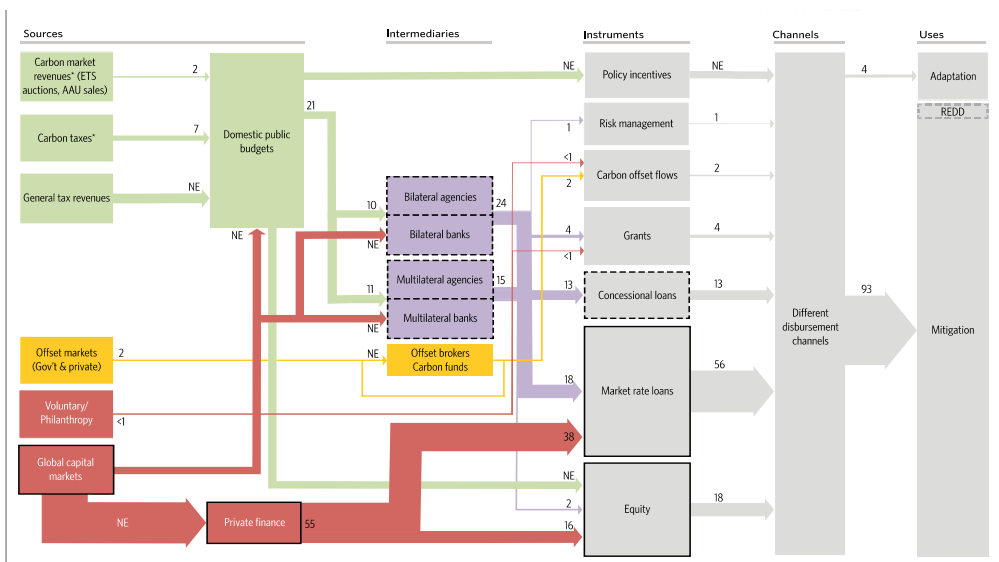 Sources
Intermediaries
Instruments
Channels
Uses
Carbon market
revenues* (ETS
auctions, AAU sales)
2
Carbon taxes*
7
General tax revenues
NE
Domestic public
budgets
21
NE
10
11
Bilateral agencies
Bilateral banks
24
NE
Multilateral agencies
Multilateral banks
15
NE
Offset markets
(Gov't & private)
2
NE
Offset brokers
Carbon funds
Voluntary/
Philanthropy
<1
Global capital
markets
NE
Private finance
55
NE
Policy incentives
NE
1
Risk management
1
<1
2
Carbon offset flows
2
4
<1
Grants
4
13
Concessional loans
13
18
38
Market rate loans
56
NE
2
16
Equity
18
Different
disbursement
channels
4
93
Adaptation
REDD
Mitigation